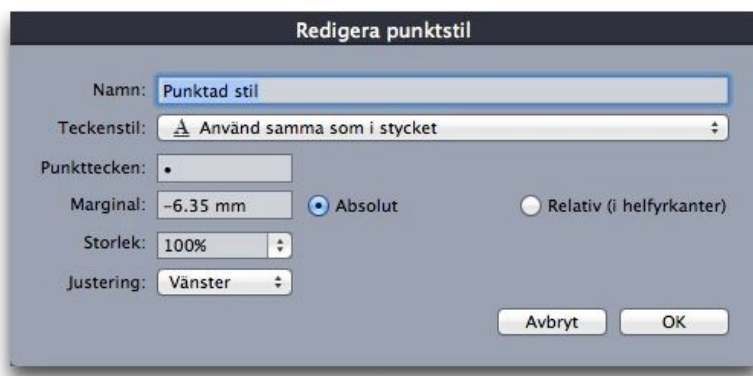 Redigera punktstil
Namn: Punktad stil
Teckenstil: A Använd samma som i stycket
Punkttecken: •
Marginal: -6.35 mm Absolut Relativ (i helfyrkanter)
Storlek: 100%
Justering: Vänster
Avbryt OK